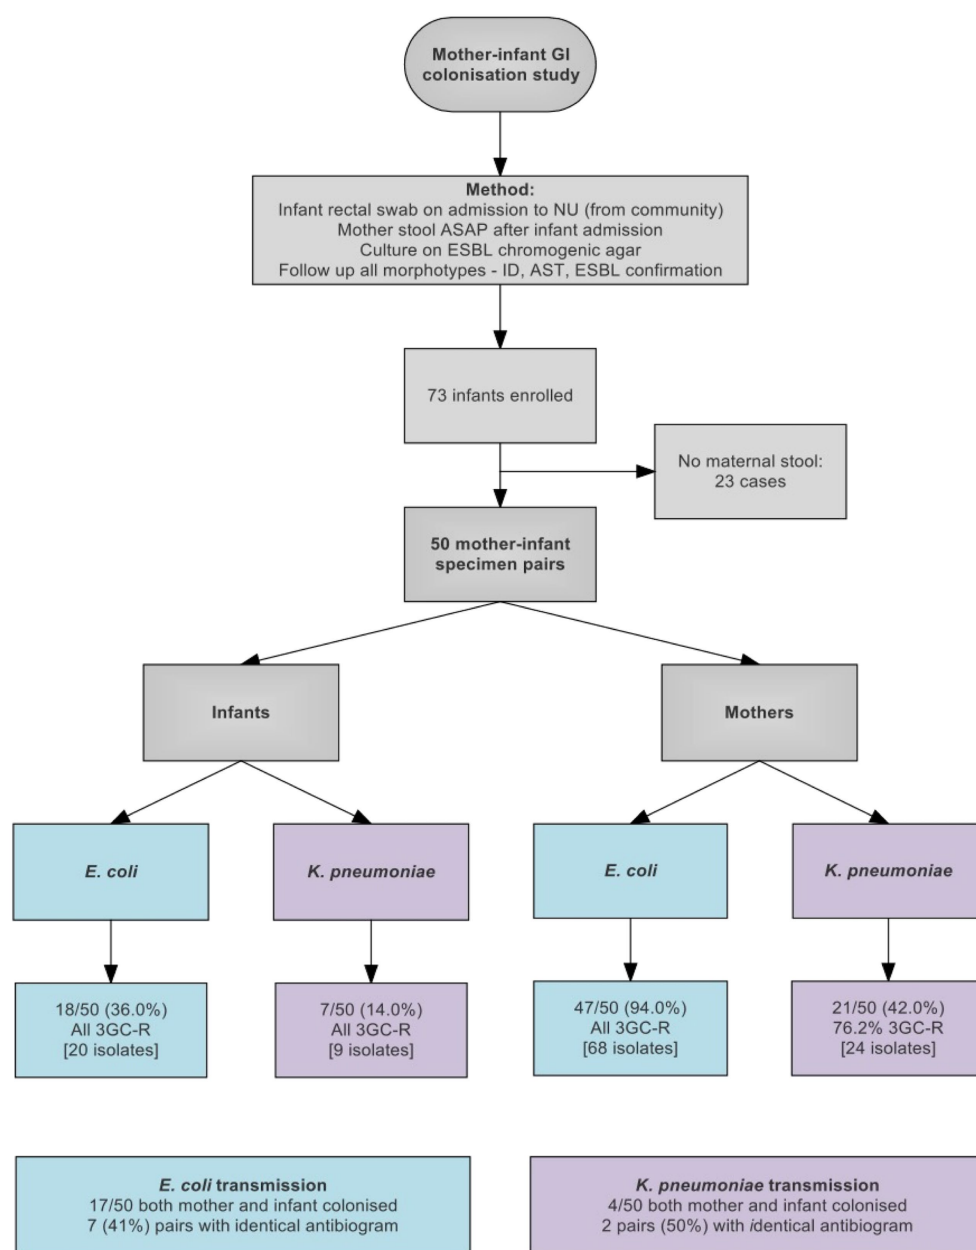 Mother-infant GI
colonisation study
Method:
Infant rectal swab on admission to NU (from community)
Mother stool ASAP after infant admission
Culture on ESBL chromogenic agar
Follow up all morphotypes - ID, AST, ESBL confirmation
73 infants enrolled
No maternal stool:
23 cases
50 mother-infant
specimen pairs
Infants
Mothers
E. coli
K. pneumoniae
E. coli
K. pneumoniae
18/50 (36.0%)
All 3GC-R
[20 isolates]
7/50 (14.0%)
All 3GC-R
[9 isolates]
47/50 (94.0%)
All 3GC-R
[68 isolates]
21/50 (42.0%)
76.2% 3GC-R
[24 isolates]
E. coli transmission
17/50 both mother and infant colonised
7 (41%) pairs with identical antibiogram
K. pneumoniae transmission
4/50 both mother and infant colonised
2 pairs (50%) with identical antibiogram